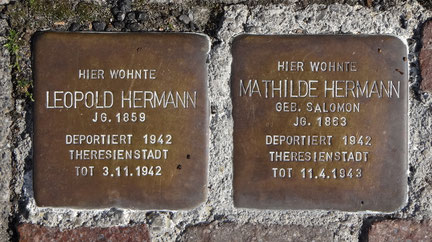 HIER WOHNTE
LEOPOLD HERMANN
JG. 1859
DEPORTIERT 1942
THERESIENSTADT
TOT 3.11.1942
HIER WOHNTE
MATHILDE HERMANN
GEB. SALOMON
JG. 1863
DEPORTIERT 1942
THERESIENSTADT
TOT 11.4.1943